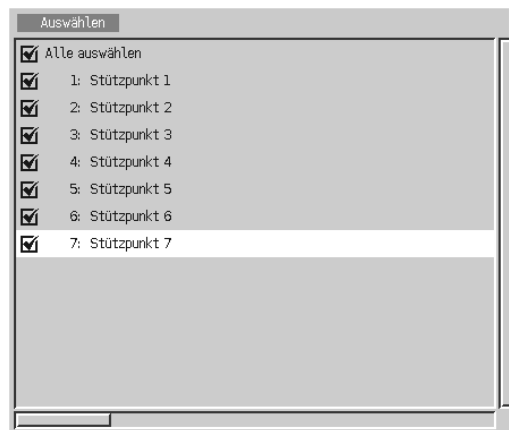 Auswählen
Alle auswählen
1: Stützpunkt 1
2: Stützpunkt 2
3: Stützpunkt 3
4: Stützpunkt 4
5: Stützpunkt 5
6: Stützpunkt 6
7: Stützpunkt 7